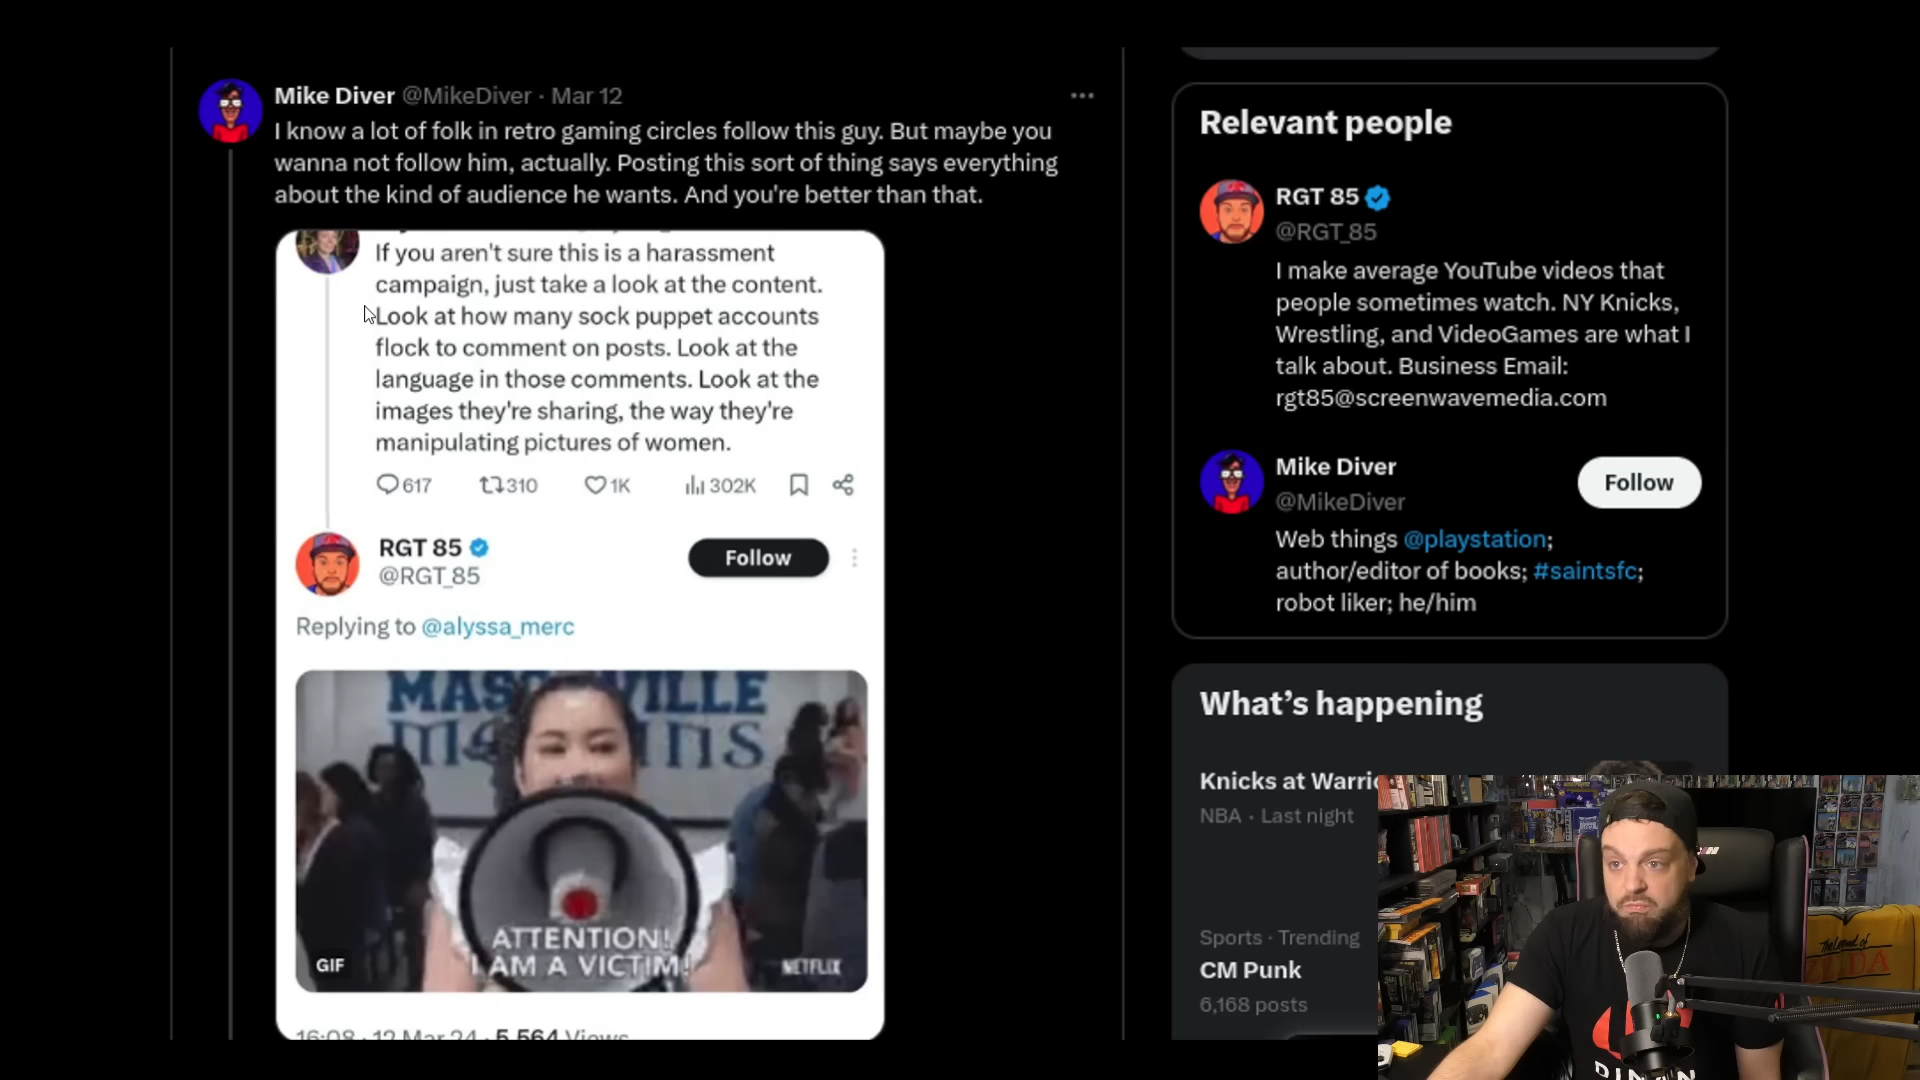 Mike Diver @MikeDiver · Mar 12
I know a lot of folk in retro gaming circles follow this guy. But maybe you
wanna not follow him, actually. Posting this sort of thing says everything
about the kind of audience he wants. And you're better than that.
If you aren't sure this is a harassment
campaign, just take a look at the content.
Look at how many sock puppet accounts
flock to comment on posts. Look at the
language in those comments. Look at the
images they're sharing, the way they're
manipulating pictures of women.
617 310 1K 302K
RGT 85
@RGT_85
Follow
Replying to @alyssa_merc
ATTENTION!
I AM A VICTIM!
GIF
NETFLIX
16:08 · 12 Mar 24 · 5,564 Views
Relevant people
RGT 85
@RGT_85
I make average YouTube videos that
people sometimes watch. NY Knicks,
Wrestling, and VideoGames are what I
talk about. Business Email:
rgt85@screenwavemedia.com
Mike Diver
@MikeDiver
Follow
Web things @playstation;
author/editor of books; #saintsfc;
robot liker; he/him
What's happening
Knicks at
NBA · Last night
Sports · Trending
CM Punk
6,168 posts
The Legend of
ZELDA